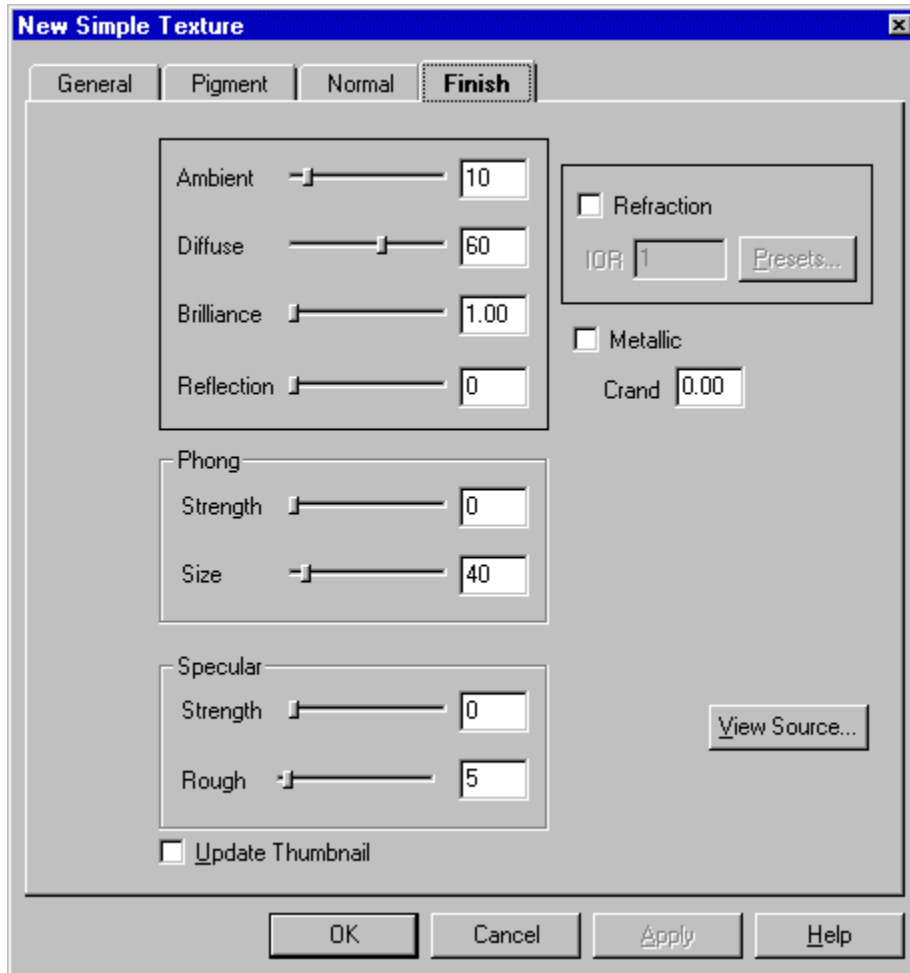 New Simple Texture
General Pigment Normal Finish
Ambient 10
Refraction
Diffuse 60
IOR 1 Presets...
Brilliance 1.00
Metallic
Reflection 0
Crand 0.00
Phong
Strength 0
Size 40
Specular
Strength 0
View Source...
Rough 5
Update Thumbnail
OK Cancel Apply Help